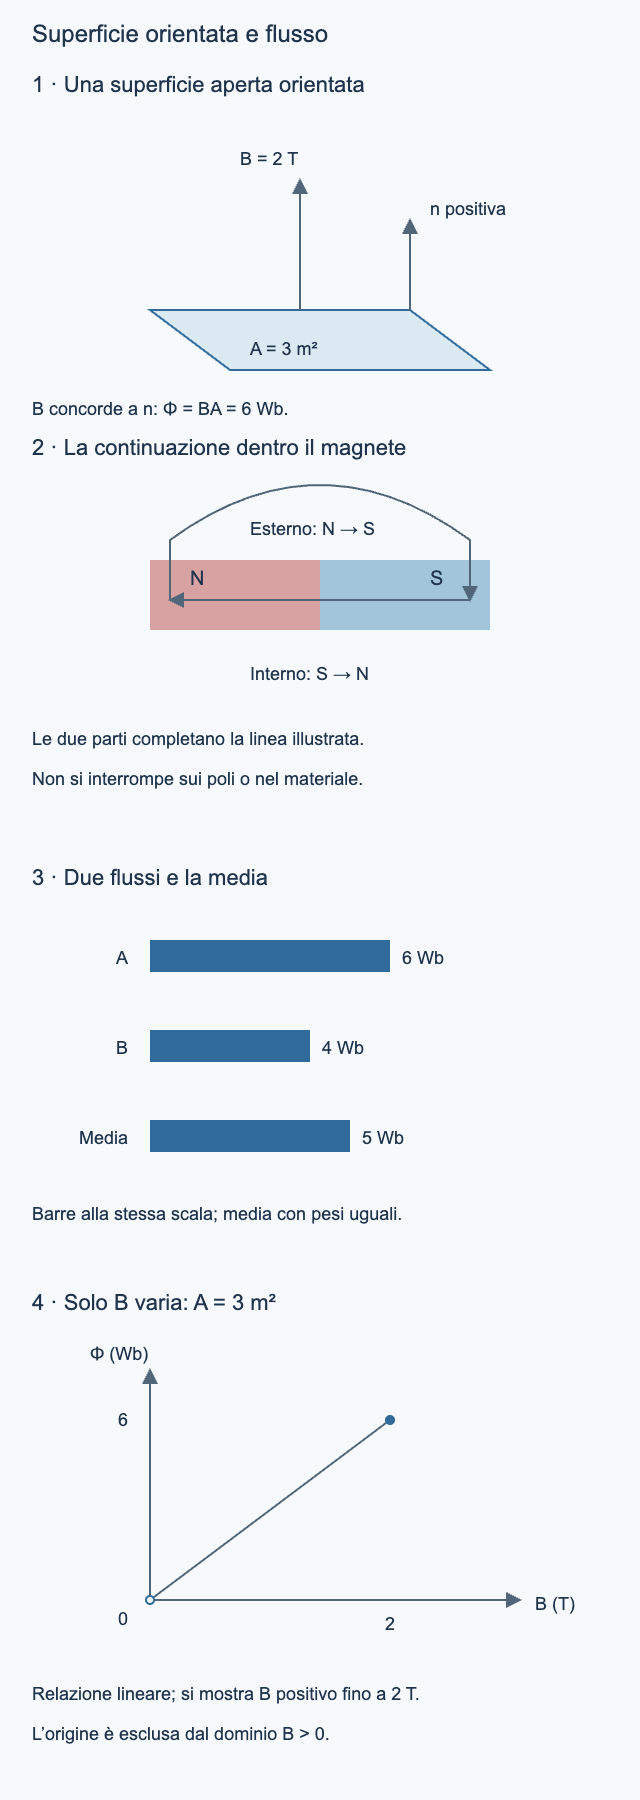 Superficie orientata e flusso
1 · Una superficie aperta orientata
B = 2 T
n positiva
A = 3 m²
B concorde a n: Φ = BA = 6 Wb.
2 · La continuazione dentro il magnete
Esterno: N → S
N
S
Interno: S → N
Le due parti completano la linea illustrata.
Non si interrompe sui poli o nel materiale.
3 · Due flussi e la media
A
6 Wb
B
4 Wb
Media
5 Wb
Barre alla stessa scala; media con pesi uguali.
4 · Solo B varia: A = 3 m²
Φ (Wb)
6
0
2
B (T)
Relazione lineare; si mostra B positivo fino a 2 T.
L’origine è esclusa dal dominio B > 0.